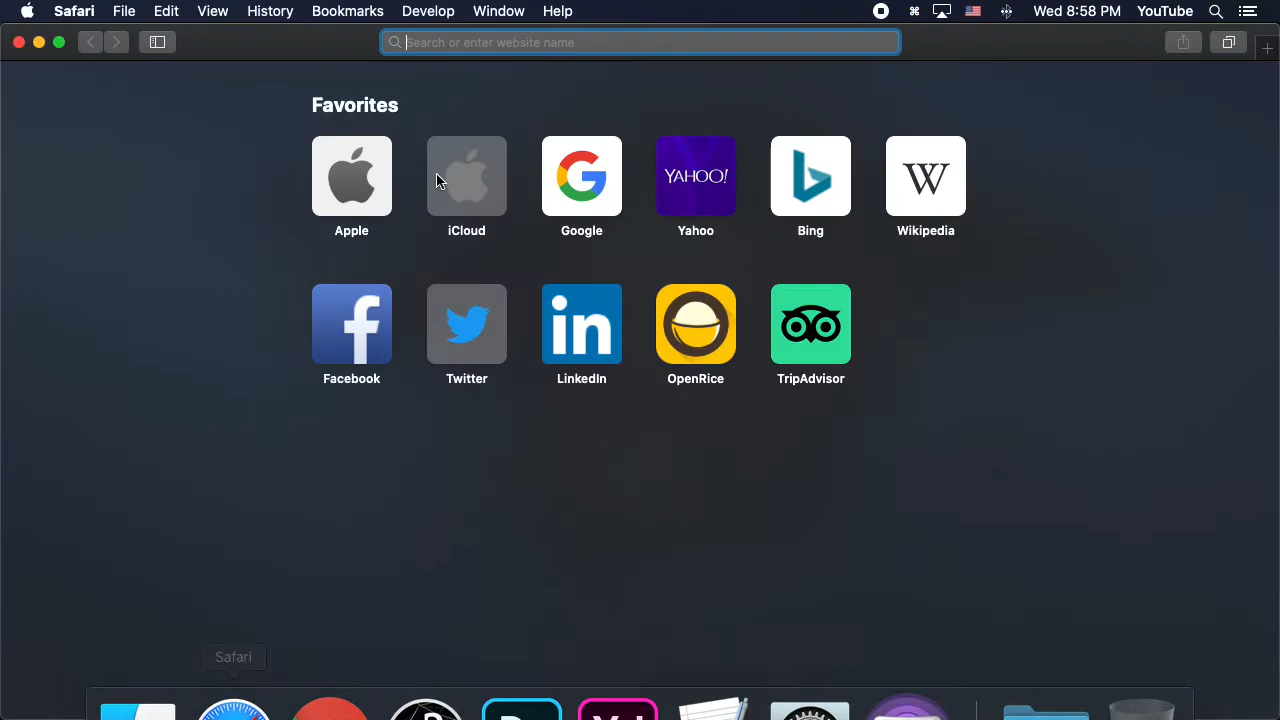 Safari File Edit View History Bookmarks Develop Window Help Wed 8:58 PM YouTube
Search or enter website name
Favorites
YAHOO!
W
Apple iCloud Google Yahoo Bing Wikipedia
in
Facebook Twitter LinkedIn OpenRice TripAdvisor
Safari